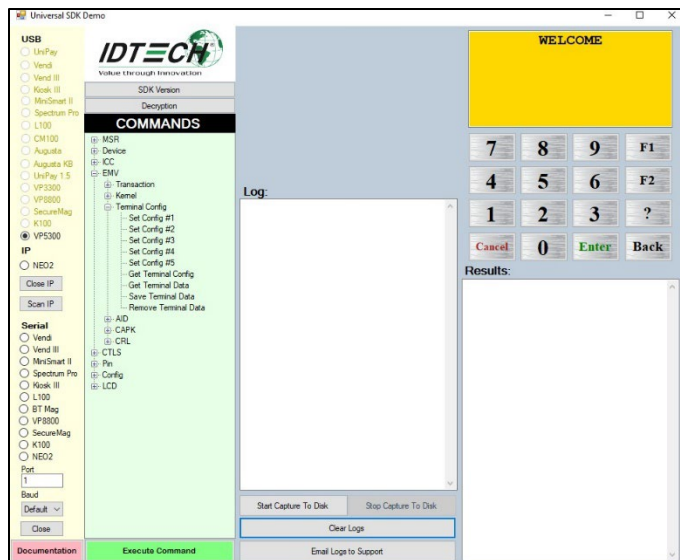 Universal SDK Demo
USB
UniPay
Vendi
Vend III
Kiosk III
MiniSmart II
Spectrum Pro
L100
CM100
Augusta
Augusta KB
UniPay 1.5
VP3300
VP8800
SecureMag
K100
VP5300
IP
NEO2
Close IP
Scan IP
Serial
Vendi
Vend III
MiniSmart II
Spectrum Pro
Kiosk III
L100
BT Mag
VP8800
SecureMag
K100
NEO2
Port
1
Baud
Default
Close
Documentation
IDTECH
Value through Innovation
SDK Version
Decryption
COMMANDS
MSR
Device
ICC
EMV
Transaction
Kernel
Terminal Config
Set Config #1
Set Config #2
Set Config #3
Set Config #4
Set Config #5
Get Terminal Config
Get Terminal Data
Save Terminal Data
Remove Terminal Data
AID
CAPK
CRL
CTLS
Pin
Config
LCD
Execute Command
Log:
Start Capture To Disk
Stop Capture To Disk
Clear Logs
Email Logs to Support
WELCOME
7 8 9 F1
4 5 6 F2
1 2 3 ?
Cancel 0 Enter Back
Results: